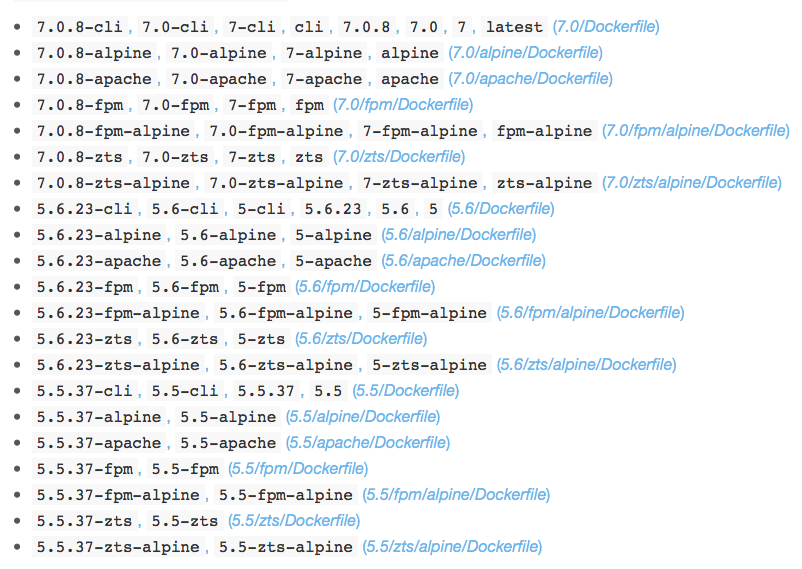 7.0.8-cli, 7.0-cli, 7-cli, cli, 7.0.8, 7.0, 7, latest (7.0/Dockerfile)
7.0.8-alpine, 7.0-alpine, 7-alpine, alpine (7.0/alpine/Dockerfile)
7.0.8-apache, 7.0-apache, 7-apache, apache (7.0/apache/Dockerfile)
7.0.8-fpm, 7.0-fpm, 7-fpm, fpm (7.0/fpm/Dockerfile)
7.0.8-fpm-alpine, 7.0-fpm-alpine, 7-fpm-alpine, fpm-alpine (7.0/fpm/alpine/Dockerfile)
7.0.8-zts, 7.0-zts, 7-zts, zts (7.0/zts/Dockerfile)
7.0.8-zts-alpine, 7.0-zts-alpine, 7-zts-alpine, zts-alpine (7.0/zts/alpine/Dockerfile)
5.6.23-cli, 5.6-cli, 5-cli, 5.6.23, 5.6, 5 (5.6/Dockerfile)
5.6.23-alpine, 5.6-alpine, 5-alpine (5.6/alpine/Dockerfile)
5.6.23-apache, 5.6-apache, 5-apache (5.6/apache/Dockerfile)
5.6.23-fpm, 5.6-fpm, 5-fpm (5.6/fpm/Dockerfile)
5.6.23-fpm-alpine, 5.6-fpm-alpine, 5-fpm-alpine (5.6/fpm/alpine/Dockerfile)
5.6.23-zts, 5.6-zts, 5-zts (5.6/zts/Dockerfile)
5.6.23-zts-alpine, 5.6-zts-alpine, 5-zts-alpine (5.6/zts/alpine/Dockerfile)
5.5.37-cli, 5.5-cli, 5.5.37, 5.5 (5.5/Dockerfile)
5.5.37-alpine, 5.5-alpine (5.5/alpine/Dockerfile)
5.5.37-apache, 5.5-apache (5.5/apache/Dockerfile)
5.5.37-fpm, 5.5-fpm (5.5/fpm/Dockerfile)
5.5.37-fpm-alpine, 5.5-fpm-alpine (5.5/fpm/alpine/Dockerfile)
5.5.37-zts, 5.5-zts (5.5/zts/Dockerfile)
5.5.37-zts-alpine, 5.5-zts-alpine (5.5/zts/alpine/Dockerfile)